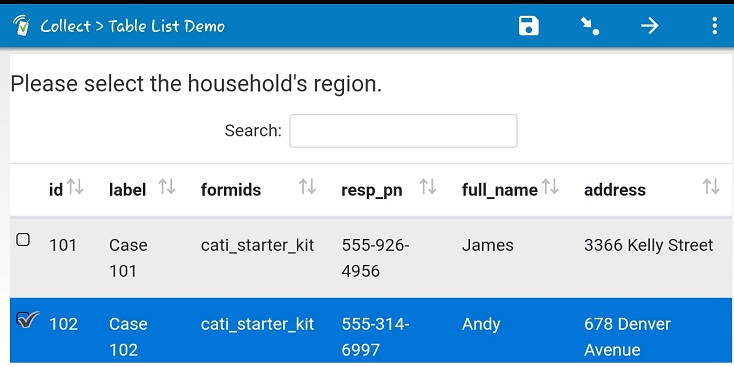 Collect > Table List Demo
Please select the household's region.
Search:
id label formids resp_pn full_name address
101 Case cati_starter_kit 555-926- James 3366 Kelly Street
101 4956
102 Case cati_starter_kit 555-314- Andy 678 Denver
102 6997 Avenue